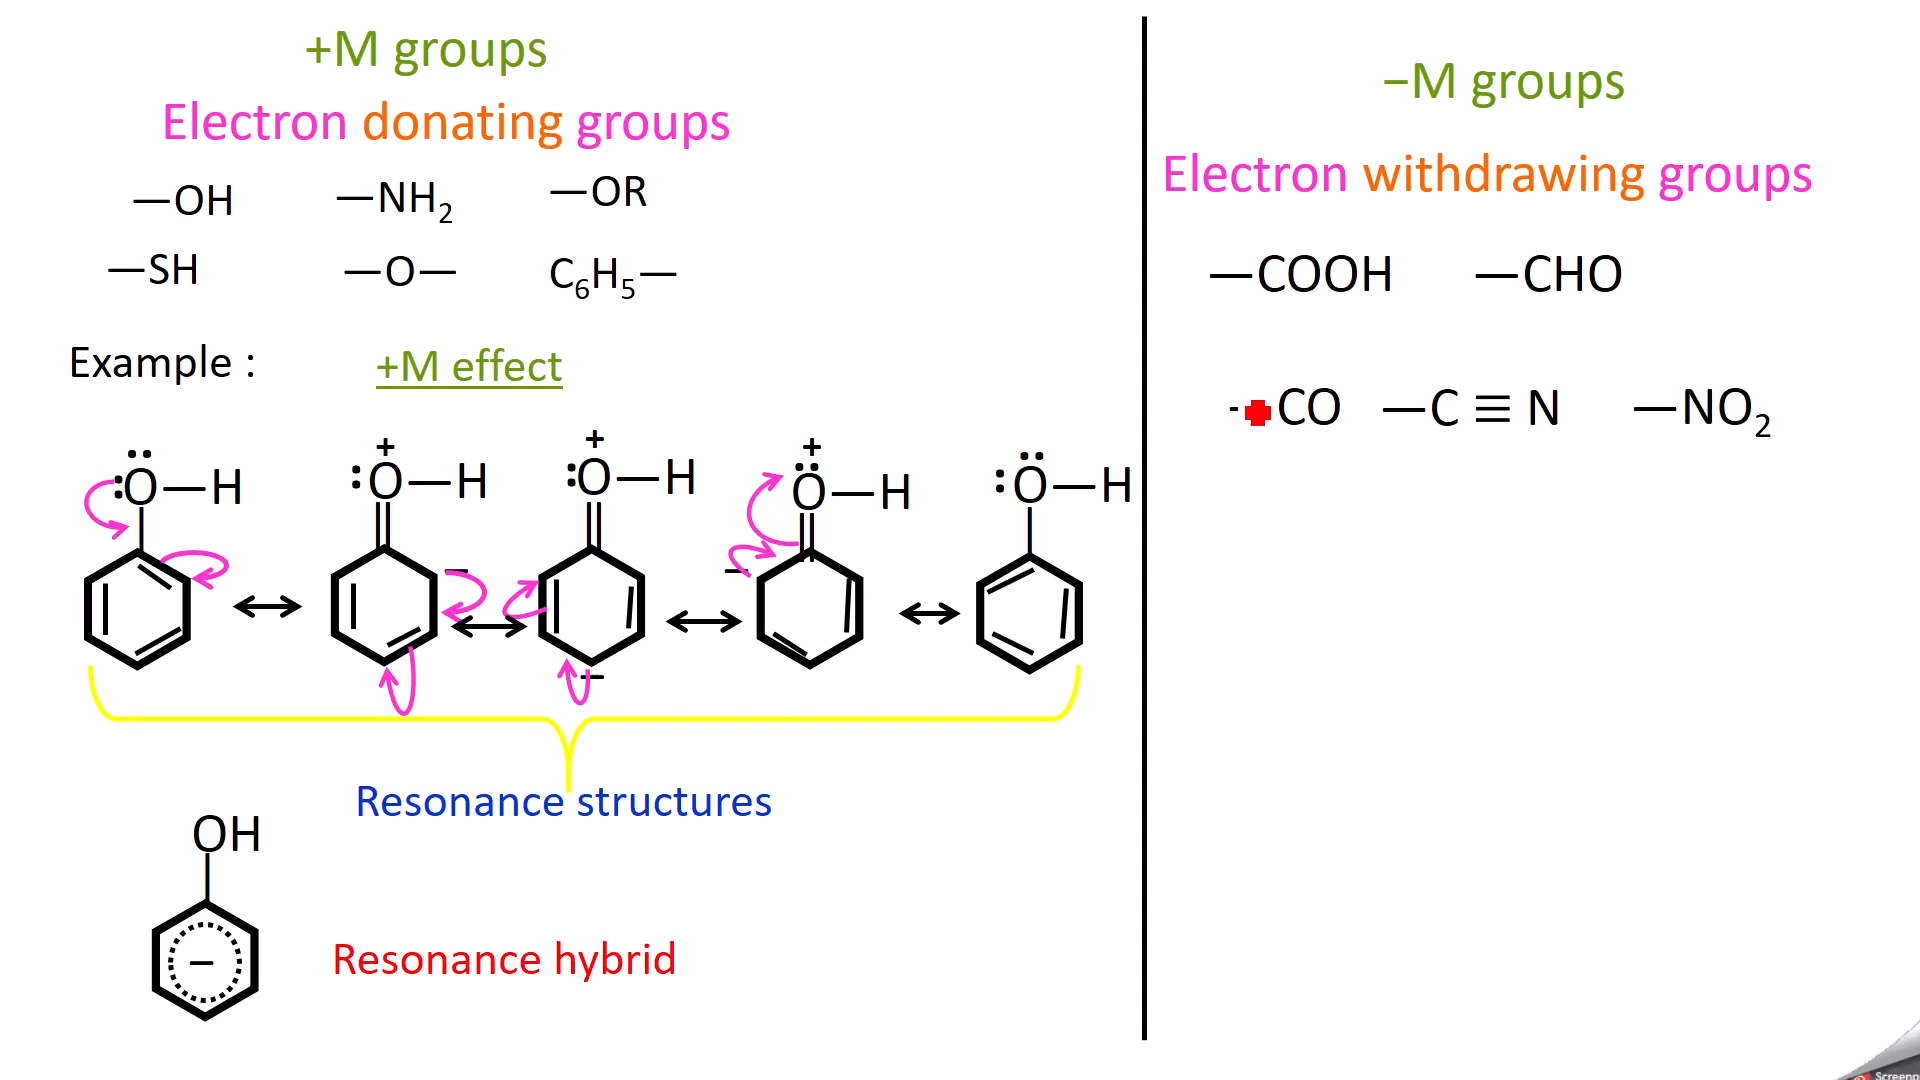 +M groups
Electron donating groups
—OH —NH₂ —OR
—SH —O— C₆H₅—
Example : +M effect
:Ö—H :O⁺—H :O⁺—H Ö⁺—H :Ö—H
− − −
Resonance structures
OH
−
Resonance hybrid
−M groups
Electron withdrawing groups
—COOH —CHO
-CO —C ≡ N —NO₂